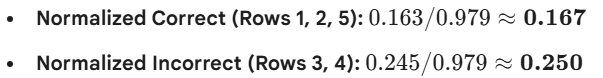 • Normalized Correct (Rows 1, 2, 5): 0.163/0.979 ≈ 0.167
• Normalized Incorrect (Rows 3, 4): 0.245/0.979 ≈ 0.250